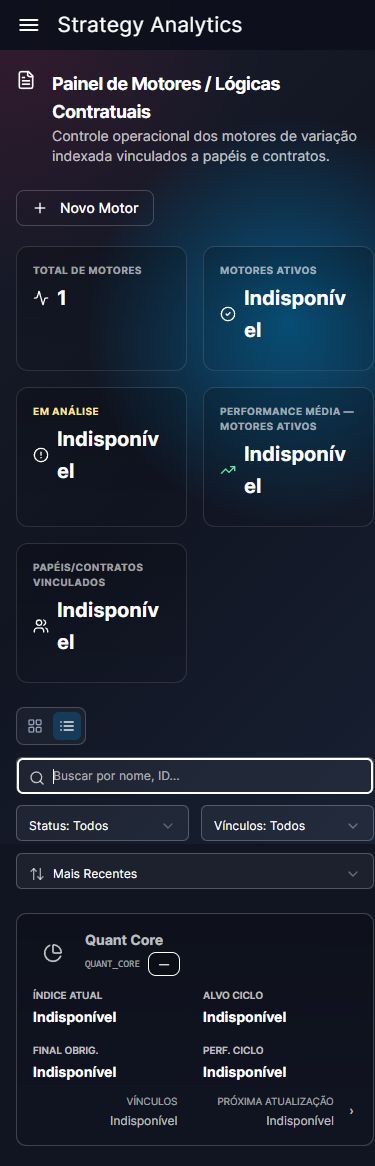 Strategy Analytics
Painel de Motores / Lógicas
Contratuais
Controle operacional dos motores de variação
indexada vinculados a papéis e contratos.
Novo Motor
TOTAL DE MOTORES
1
MOTORES ATIVOS
Indisponív
el
EM ANÁLISE
Indisponív
el
PERFORMANCE MÉDIA —
MOTORES ATIVOS
Indisponív
el
PAPÉIS/CONTRATOS
VINCULADOS
Indisponív
el
Buscar por nome, ID...
Status: Todos
Vínculos: Todos
Mais Recentes
Quant Core
QUANT_CORE —
ÍNDICE ATUAL
Indisponível
ALVO CICLO
Indisponível
FINAL OBRIG.
Indisponível
PERF. CICLO
Indisponível
VÍNCULOS
Indisponível
PRÓXIMA ATUALIZAÇÃO
Indisponível